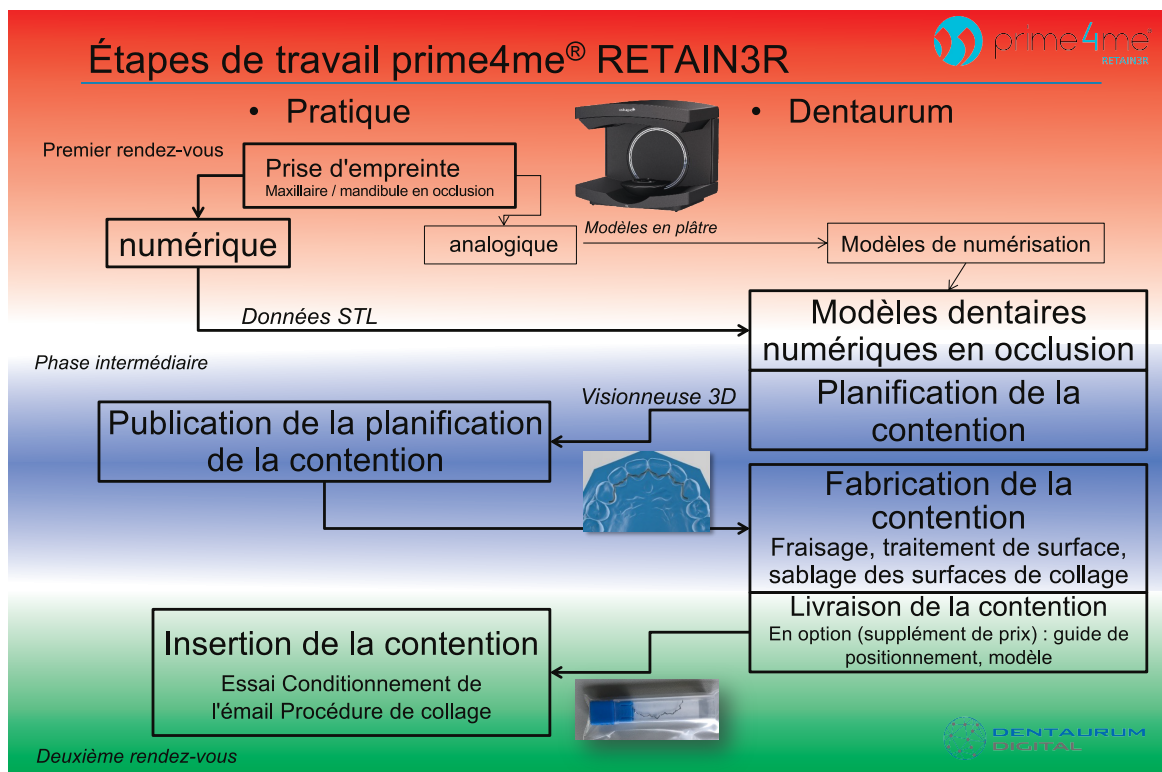 Étapes de travail prime4me® RETAIN3R
prime4me®
RETAIN3R
• Pratique
• Dentaurum
Premier rendez-vous
Prise d'empreinte
Maxillaire / mandibule en occlusion
numérique
analogique
Modèles en plâtre
Modèles de numérisation
Données STL
Modèles dentaires
numériques en occlusion
Phase intermédiaire
Planification de la
contention
Visionneuse 3D
Publication de la planification
de la contention
Fabrication de la
contention
Fraisage, traitement de surface,
sablage des surfaces de collage
Livraison de la contention
En option (supplément de prix) : guide de
positionnement, modèle
Insertion de la contention
Essai Conditionnement de
l'émail Procédure de collage
Deuxième rendez-vous
DENTAURUM
DIGITAL